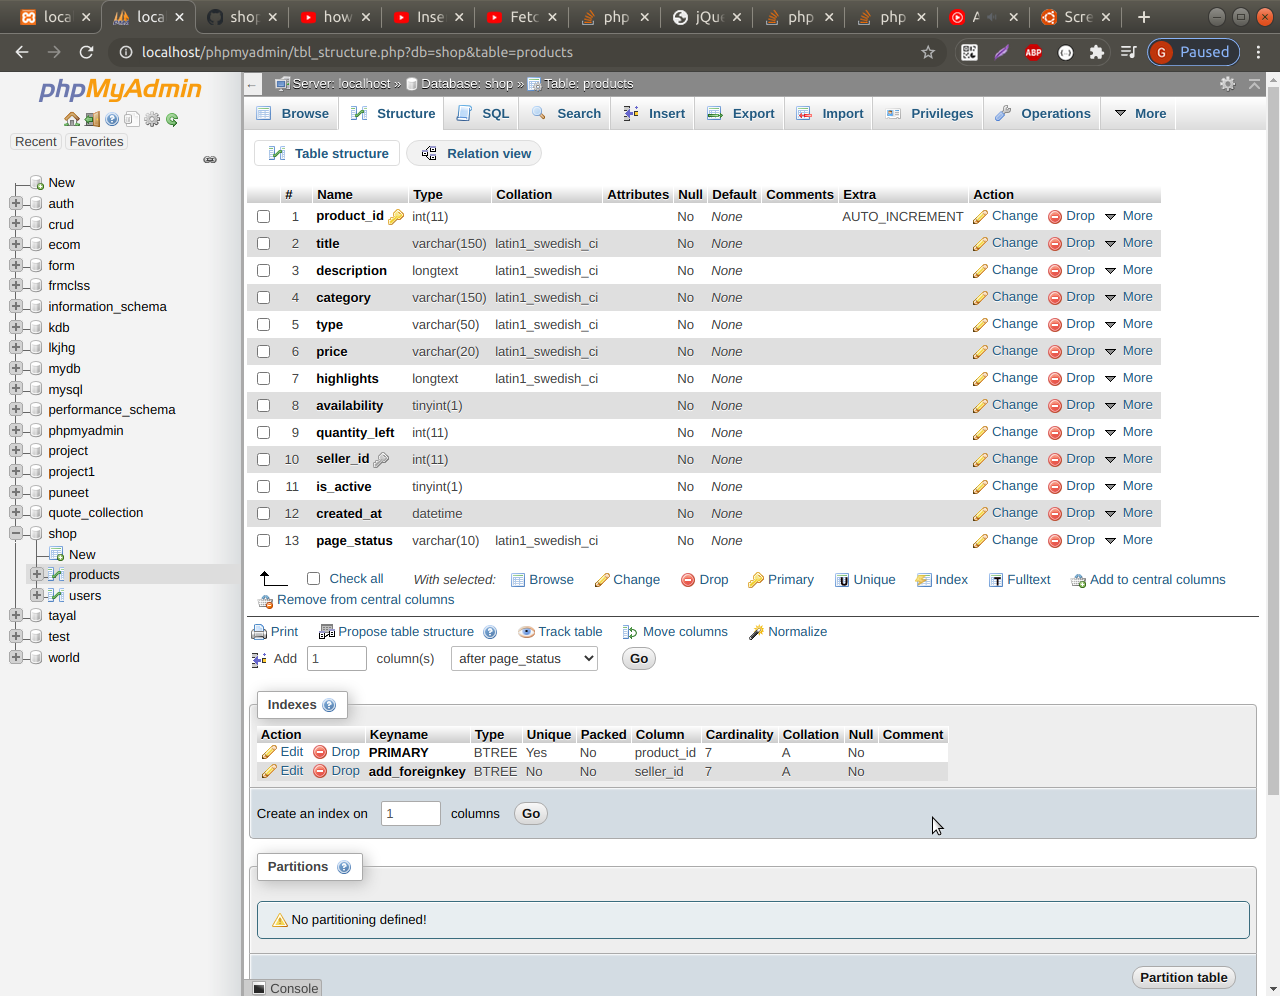 loca
loca
shop
how
Inse
Fetc
php
jQue
php
php
A
Scre
localhost/phpmyadmin/tbl_structure.php?db=shop&table=products
ABP
G Paused
phpMyAdmin
Recent Favorites
New
auth
crud
ecom
form
frmclss
information_schema
kdb
lkjhg
mydb
mysql
performance_schema
phpmyadmin
project
project1
puneet
quote_collection
shop
New
products
users
tayal
test
world
Server: localhost » Database: shop » Table: products
Browse Structure SQL Search Insert Export Import Privileges Operations More
Table structure Relation view
# Name Type Collation Attributes Null Default Comments Extra Action
1 product_id int(11) No None AUTO_INCREMENT Change Drop More
2 title varchar(150) latin1_swedish_ci No None Change Drop More
3 description longtext latin1_swedish_ci No None Change Drop More
4 category varchar(150) latin1_swedish_ci No None Change Drop More
5 type varchar(50) latin1_swedish_ci No None Change Drop More
6 price varchar(20) latin1_swedish_ci No None Change Drop More
7 highlights longtext latin1_swedish_ci No None Change Drop More
8 availability tinyint(1) No None Change Drop More
9 quantity_left int(11) No None Change Drop More
10 seller_id int(11) No None Change Drop More
11 is_active tinyint(1) No None Change Drop More
12 created_at datetime No None Change Drop More
13 page_status varchar(10) latin1_swedish_ci No None Change Drop More
Check all With selected: Browse Change Drop Primary Unique Index Fulltext Add to central columns
Remove from central columns
Print Propose table structure Track table Move columns Normalize
Add 1 column(s) after page_status Go
Indexes
Action Keyname Type Unique Packed Column Cardinality Collation Null Comment
Edit Drop PRIMARY BTREE Yes No product_id 7 A No
Edit Drop add_foreignkey BTREE No No seller_id 7 A No
Create an index on 1 columns Go
Partitions
No partitioning defined!
Partition table
Console